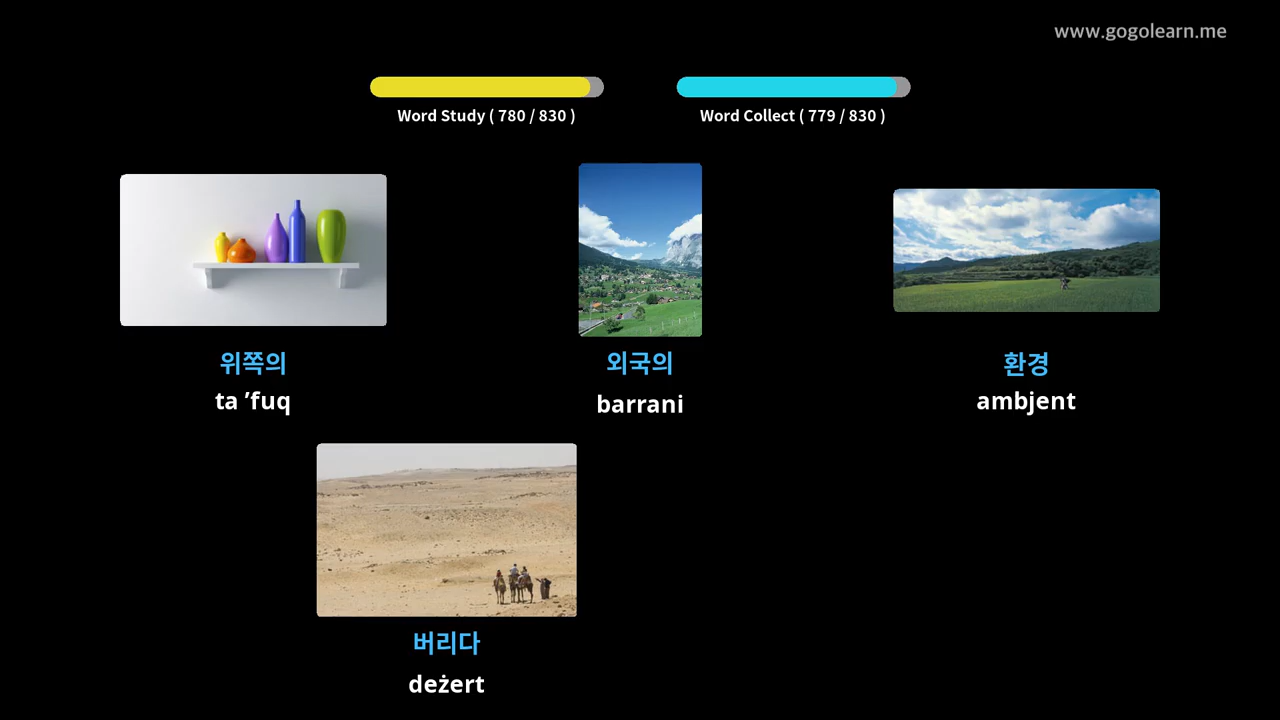 www.gogolearn.me
Word Study ( 780 / 830 )
Word Collect ( 779 / 830 )
위쪽의
ta ’fuq
외국의
barrani
환경
ambjent
버리다
deżert